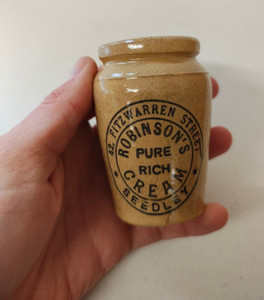 42, FITZWARREN STREET
ROBINSON'S
PURE
RICH
CREAM
SEEDLEY